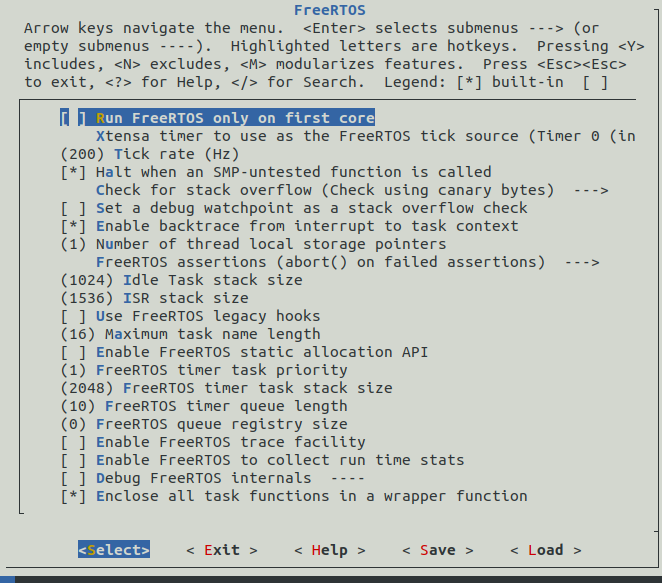 FreeRTOS
Arrow keys navigate the menu.  <Enter> selects submenus ---> (or
empty submenus ----).  Highlighted letters are hotkeys.  Pressing <Y>
includes, <N> excludes, <M> modularizes features.  Press <Esc><Esc>
to exit, <?> for Help, </> for Search.  Legend: [*] built-in  [ ]
[ ] Run FreeRTOS only on first core
Xtensa timer to use as the FreeRTOS tick source (Timer 0 (in
(200) Tick rate (Hz)
[*] Halt when an SMP-untested function is called
Check for stack overflow (Check using canary bytes)  --->
[ ] Set a debug watchpoint as a stack overflow check
[*] Enable backtrace from interrupt to task context
(1) Number of thread local storage pointers
FreeRTOS assertions (abort() on failed assertions)  --->
(1024) Idle Task stack size
(1536) ISR stack size
[ ] Use FreeRTOS legacy hooks
(16) Maximum task name length
[ ] Enable FreeRTOS static allocation API
(1) FreeRTOS timer task priority
(2048) FreeRTOS timer task stack size
(10) FreeRTOS timer queue length
(0) FreeRTOS queue registry size
[ ] Enable FreeRTOS trace facility
[ ] Enable FreeRTOS to collect run time stats
[ ] Debug FreeRTOS internals  ----
[*] Enclose all task functions in a wrapper function
<Select>    < Exit >    < Help >    < Save >    < Load >